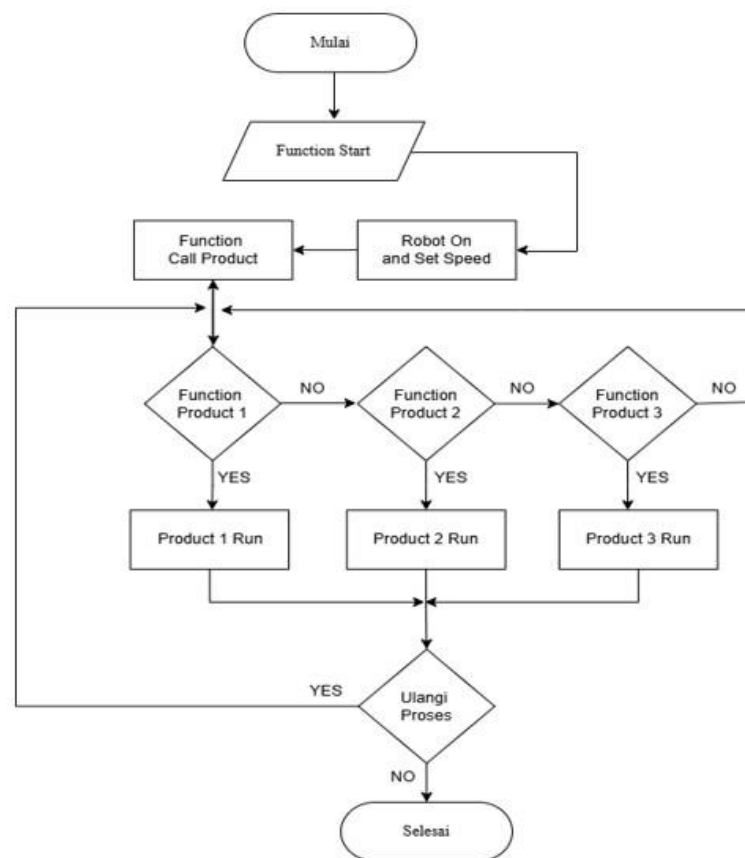 Mulai
Function Start
Function
Call Product
Robot On
and Set Speed
Function
Product 1
NO
Function
Product 2
NO
Function
Product 3
NO
YES
YES
YES
Product 1 Run
Product 2 Run
Product 3 Run
YES
Ulangi
Proses
NO
Selesai